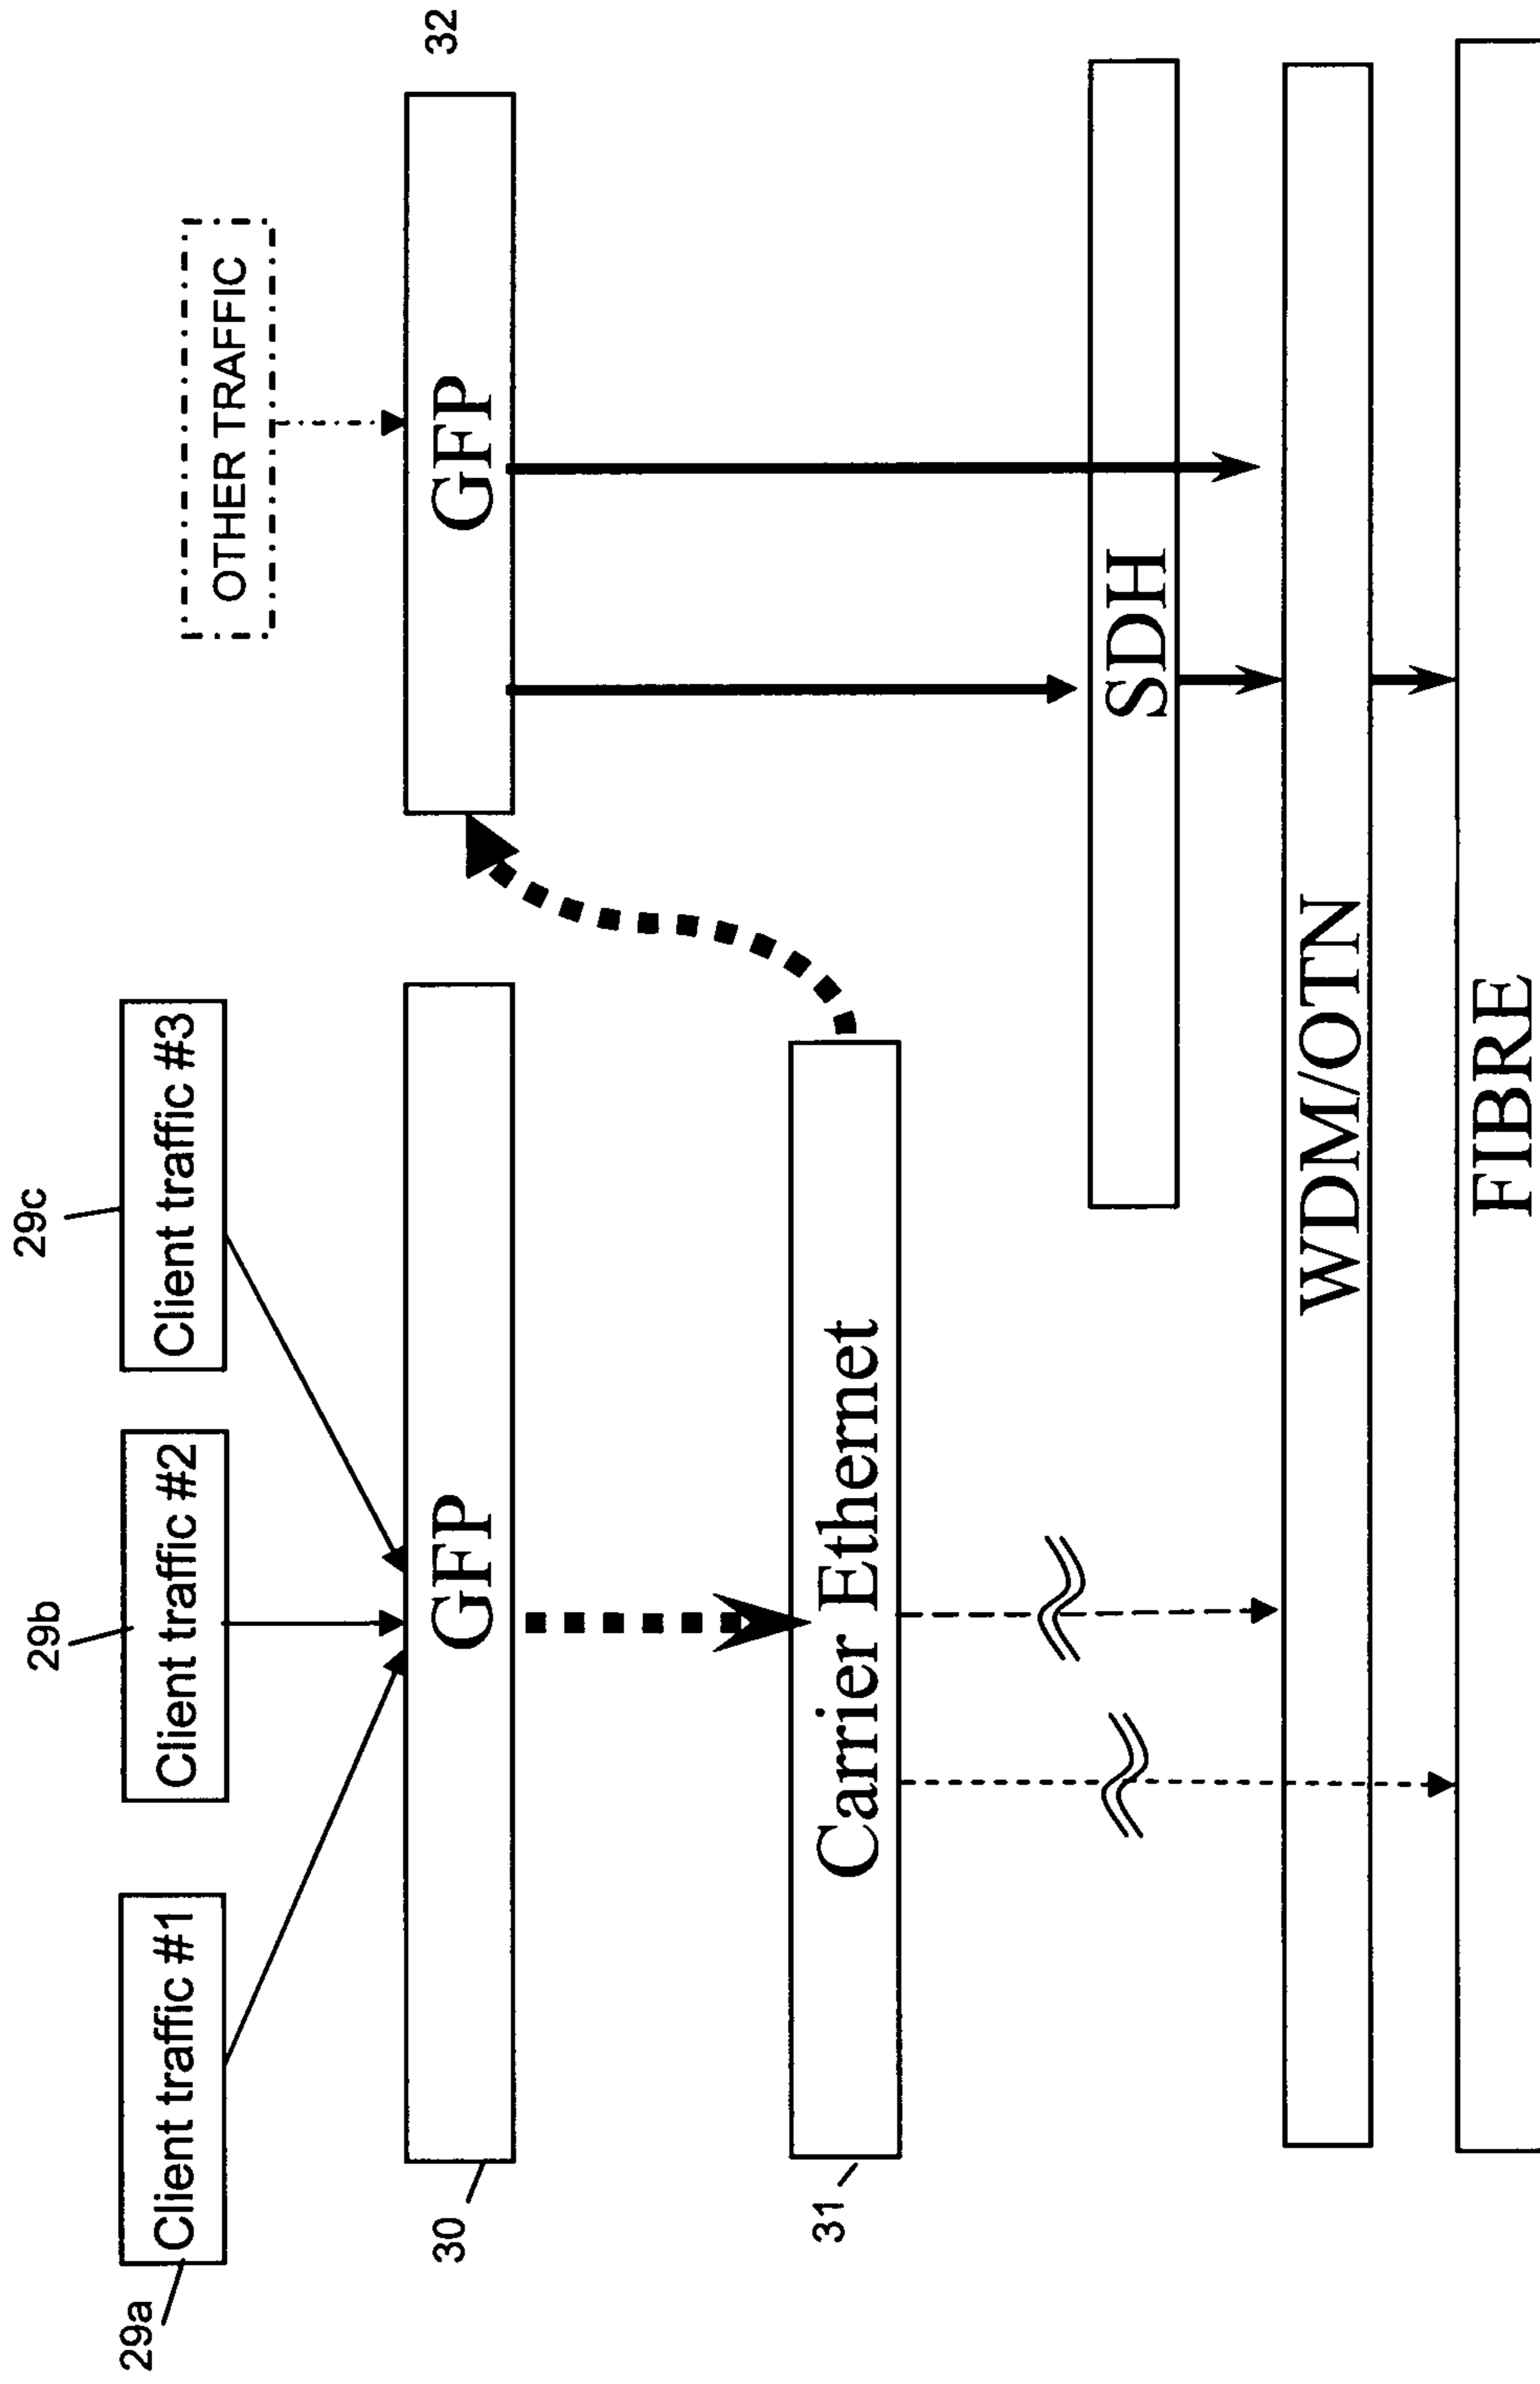 29a
29b
29c
Client traffic #1
Client traffic #2
Client traffic #3
OTHER TRAFFIC
30
GFP
GFP
32
31
Carrier Ethernet
SDH
WDM/OTN
FIBRE